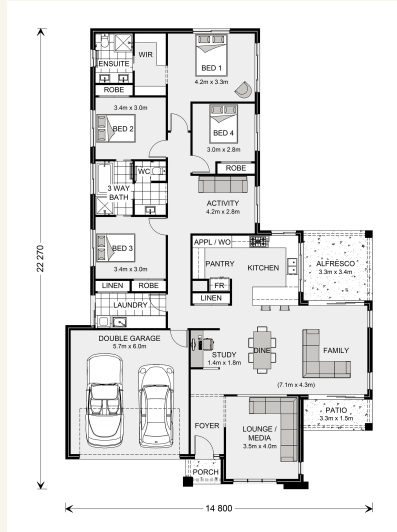 ENSUITE
WIR
BED 1
4.2m x 3.3m
ROBE
3.4m x 3.0m
BED 2
BED 4
3.0m x 2.8m
WC
ROBE
3 WAY
BATH
ACTIVITY
4.2m x 2.8m
BED 3
3.4m x 3.0m
APPL / WO
PANTRY
KITCHEN
ALFRESCO
3.3m x 3.4m
LINEN
ROBE
FR
LINEN
LAUNDRY
22 270
DOUBLE GARAGE
5.7m x 6.0m
STUDY
1.4m x 1.8m
DINE
FAMILY
(7.1m x 4.3m)
PATIO
3.3m x 1.5m
FOYER
LOUNGE /
MEDIA
3.5m x 4.0m
PORCH
14 800